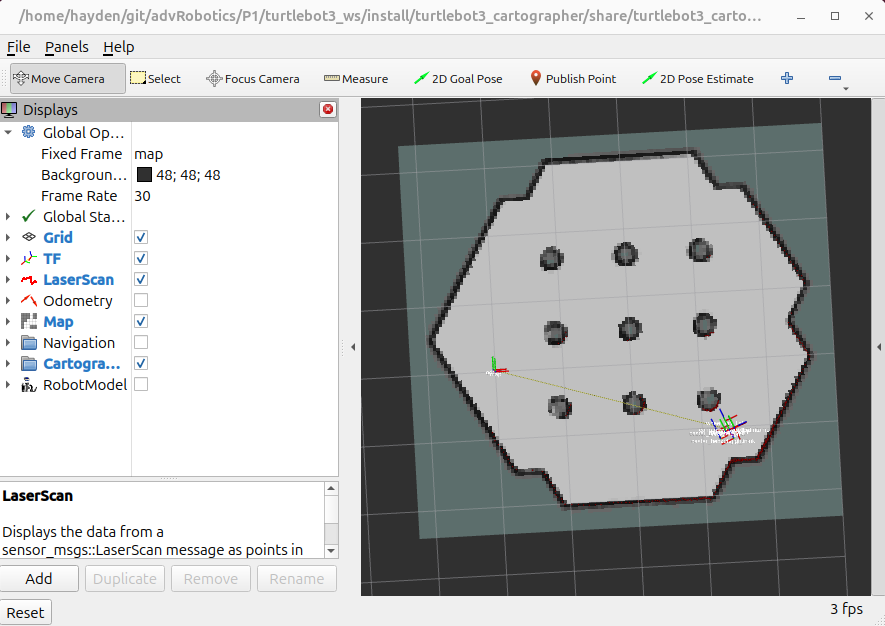 /home/hayden/git/advRobotics/P1/turtlebot3_ws/install/turtlebot3_cartographer/share/turtlebot3_carto…
File Panels Help
Move Camera Select Focus Camera Measure 2D Goal Pose Publish Point 2D Pose Estimate
Displays
Global Op…
Fixed Frame map
Backgroun… 48; 48; 48
Frame Rate 30
Global Sta…
Grid
TF
LaserScan
Odometry
Map
Navigation
Cartogra…
RobotModel
LaserScan
Displays the data from a
sensor_msgs::LaserScan message as points in
Add Duplicate Remove Rename
Reset 3 fps